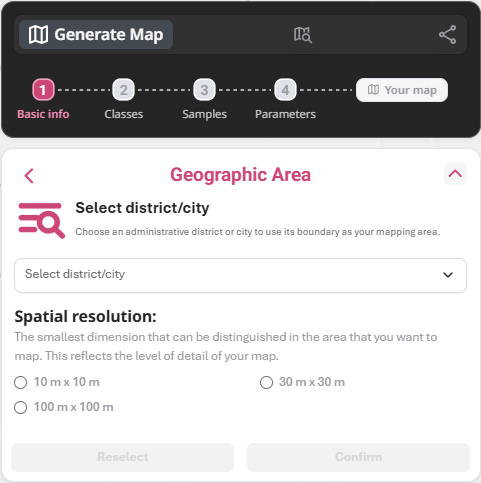 Generate Map
1 2 3 4 Your map
Basic info Classes Samples Parameters
Geographic Area
Select district/city
Choose an administrative district or city to use its boundary as your mapping area.
Select district/city
Spatial resolution:
The smallest dimension that can be distinguished in the area that you want to
map. This reflects the level of detail of your map.
10 m x 10 m 30 m x 30 m
100 m x 100 m
Reselect Confirm